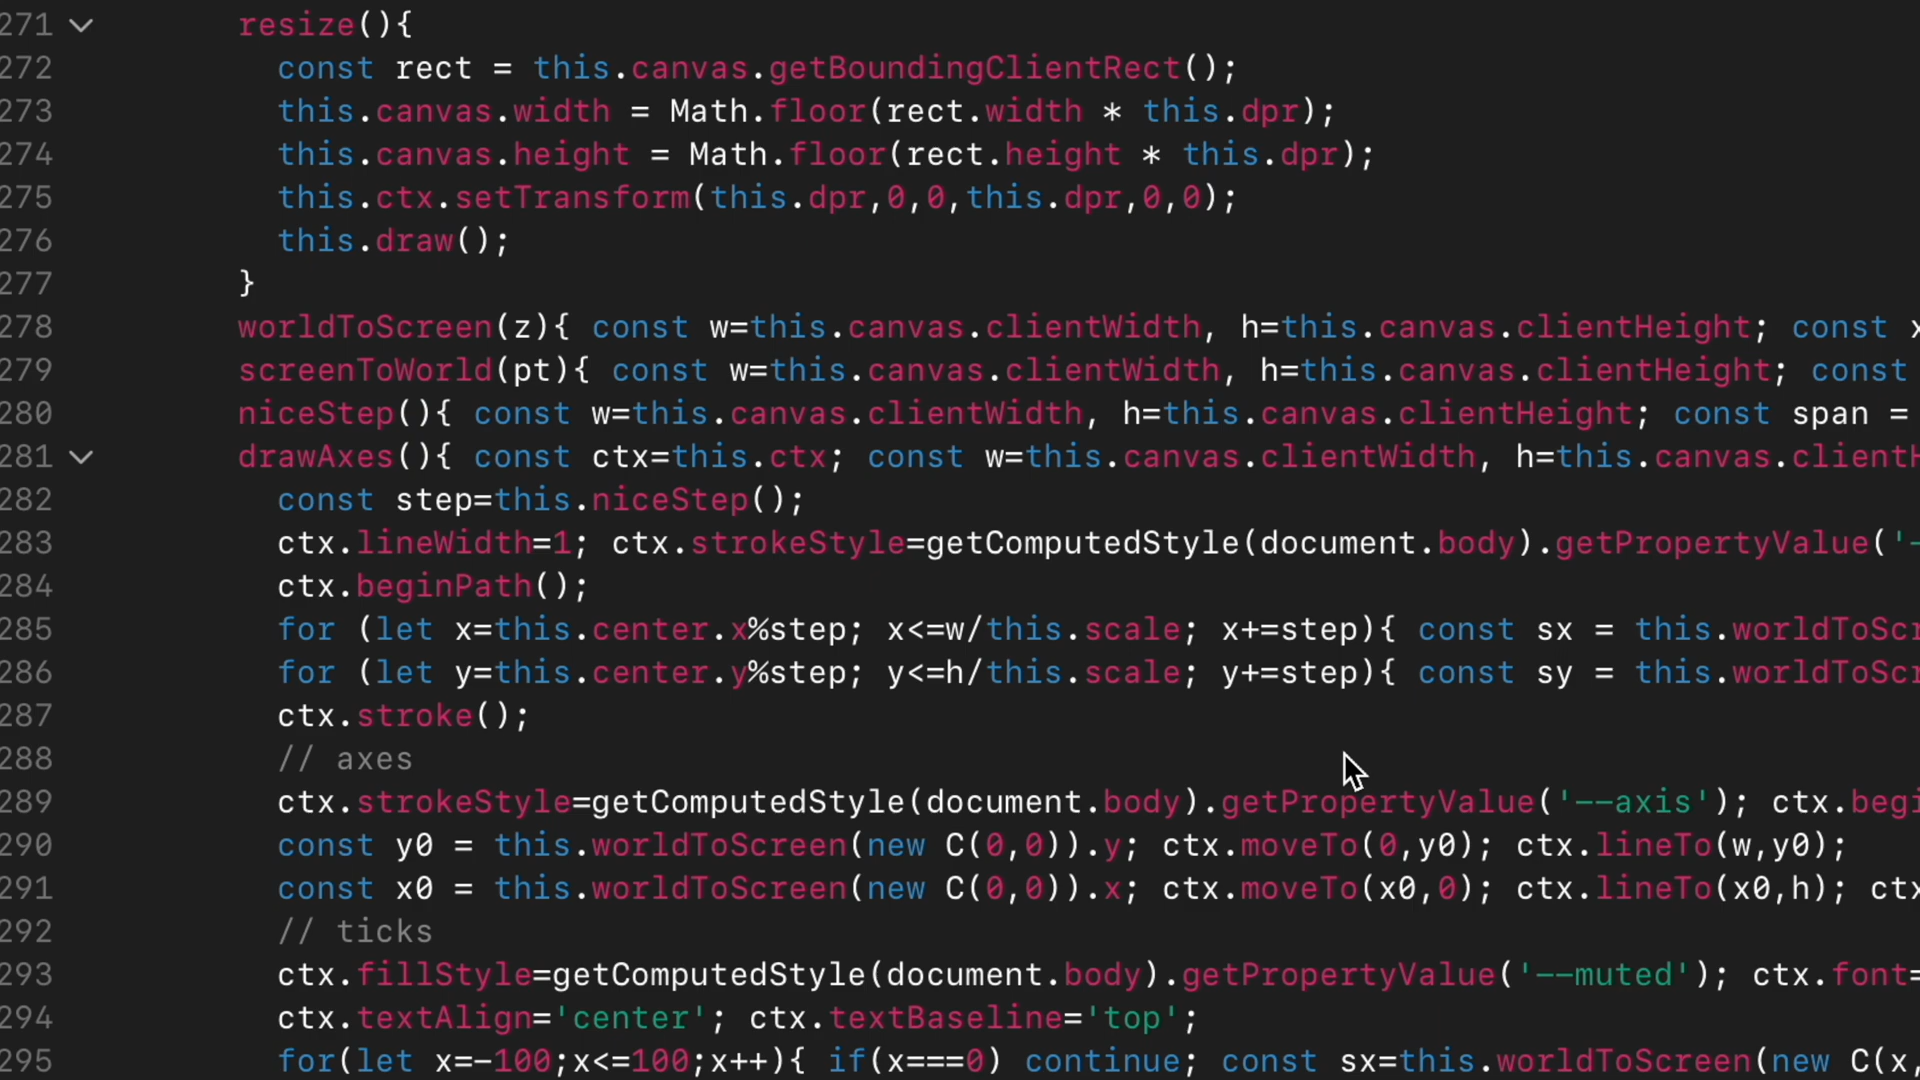 271 resize(){
272 const rect = this.canvas.getBoundingClientRect();
273 this.canvas.width = Math.floor(rect.width * this.dpr);
274 this.canvas.height = Math.floor(rect.height * this.dpr);
275 this.ctx.setTransform(this.dpr,0,0,this.dpr,0,0);
276 this.draw();
277 }
278 worldToScreen(z){ const w=this.canvas.clientWidth, h=this.canvas.clientHeight; const x
279 screenToWorld(pt){ const w=this.canvas.clientWidth, h=this.canvas.clientHeight; const
280 niceStep(){ const w=this.canvas.clientWidth, h=this.canvas.clientHeight; const span =
281 drawAxes(){ const ctx=this.ctx; const w=this.canvas.clientWidth, h=this.canvas.clientH
282 const step=this.niceStep();
283 ctx.lineWidth=1; ctx.strokeStyle=getComputedStyle(document.body).getPropertyValue('-
284 ctx.beginPath();
285 for (let x=this.center.x%step; x<=w/this.scale; x+=step){ const sx = this.worldToScr
286 for (let y=this.center.y%step; y<=h/this.scale; y+=step){ const sy = this.worldToScr
287 ctx.stroke();
288 // axes
289 ctx.strokeStyle=getComputedStyle(document.body).getPropertyValue('--axis'); ctx.begi
290 const y0 = this.worldToScreen(new C(0,0)).y; ctx.moveTo(0,y0); ctx.lineTo(w,y0);
291 const x0 = this.worldToScreen(new C(0,0)).x; ctx.moveTo(x0,0); ctx.lineTo(x0,h); ctx
292 // ticks
293 ctx.fillStyle=getComputedStyle(document.body).getPropertyValue('--muted'); ctx.font=
294 ctx.textAlign='center'; ctx.textBaseline='top';
295 for(let x=-100;x<=100;x++){ if(x===0) continue; const sx=this.worldToScreen(new C(x,